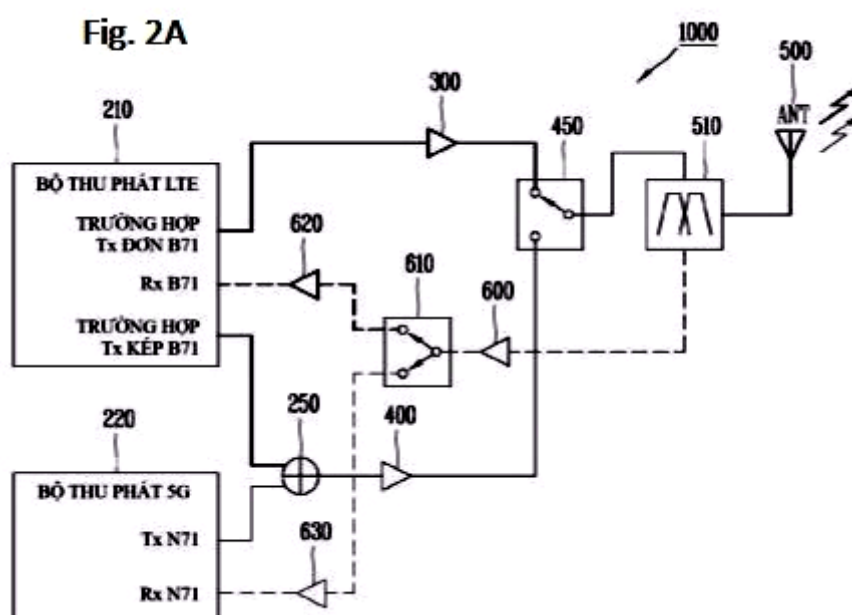 Fig. 2A
1000
500
210
300
ANT
450
510
BỘ THU PHÁT LTE
TRƯỜNG HỢP
Tx ĐƠN B71
620
Rx B71
610
600
TRƯỜNG HỢP
Tx KÉP B71
220
250
400
BỘ THU PHÁT 5G
Tx N71
630
Rx N71